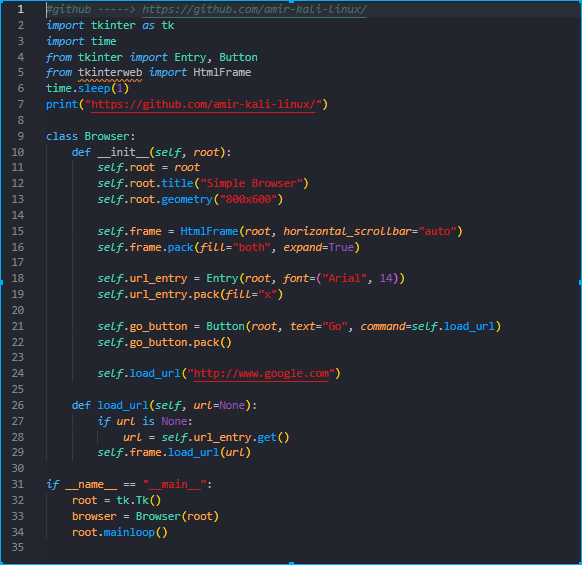 1 #github -----> https://github.com/amir-kali-linux/
2 import tkinter as tk
3 import time
4 from tkinter import Entry, Button
5 from tkinterweb import HtmlFrame
6 time.sleep(1)
7 print("https://github.com/amir-kali-linux/")
8
9 class Browser:
10     def __init__(self, root):
11         self.root = root
12         self.root.title("Simple Browser")
13         self.root.geometry("800x600")
14
15         self.frame = HtmlFrame(root, horizontal_scrollbar="auto")
16         self.frame.pack(fill="both", expand=True)
17
18         self.url_entry = Entry(root, font=("Arial", 14))
19         self.url_entry.pack(fill="x")
20
21         self.go_button = Button(root, text="Go", command=self.load_url)
22         self.go_button.pack()
23
24         self.load_url("http://www.google.com")
25
26     def load_url(self, url=None):
27         if url is None:
28             url = self.url_entry.get()
29         self.frame.load_url(url)
30
31 if __name__ == "__main__":
32     root = tk.Tk()
33     browser = Browser(root)
34     root.mainloop()
35